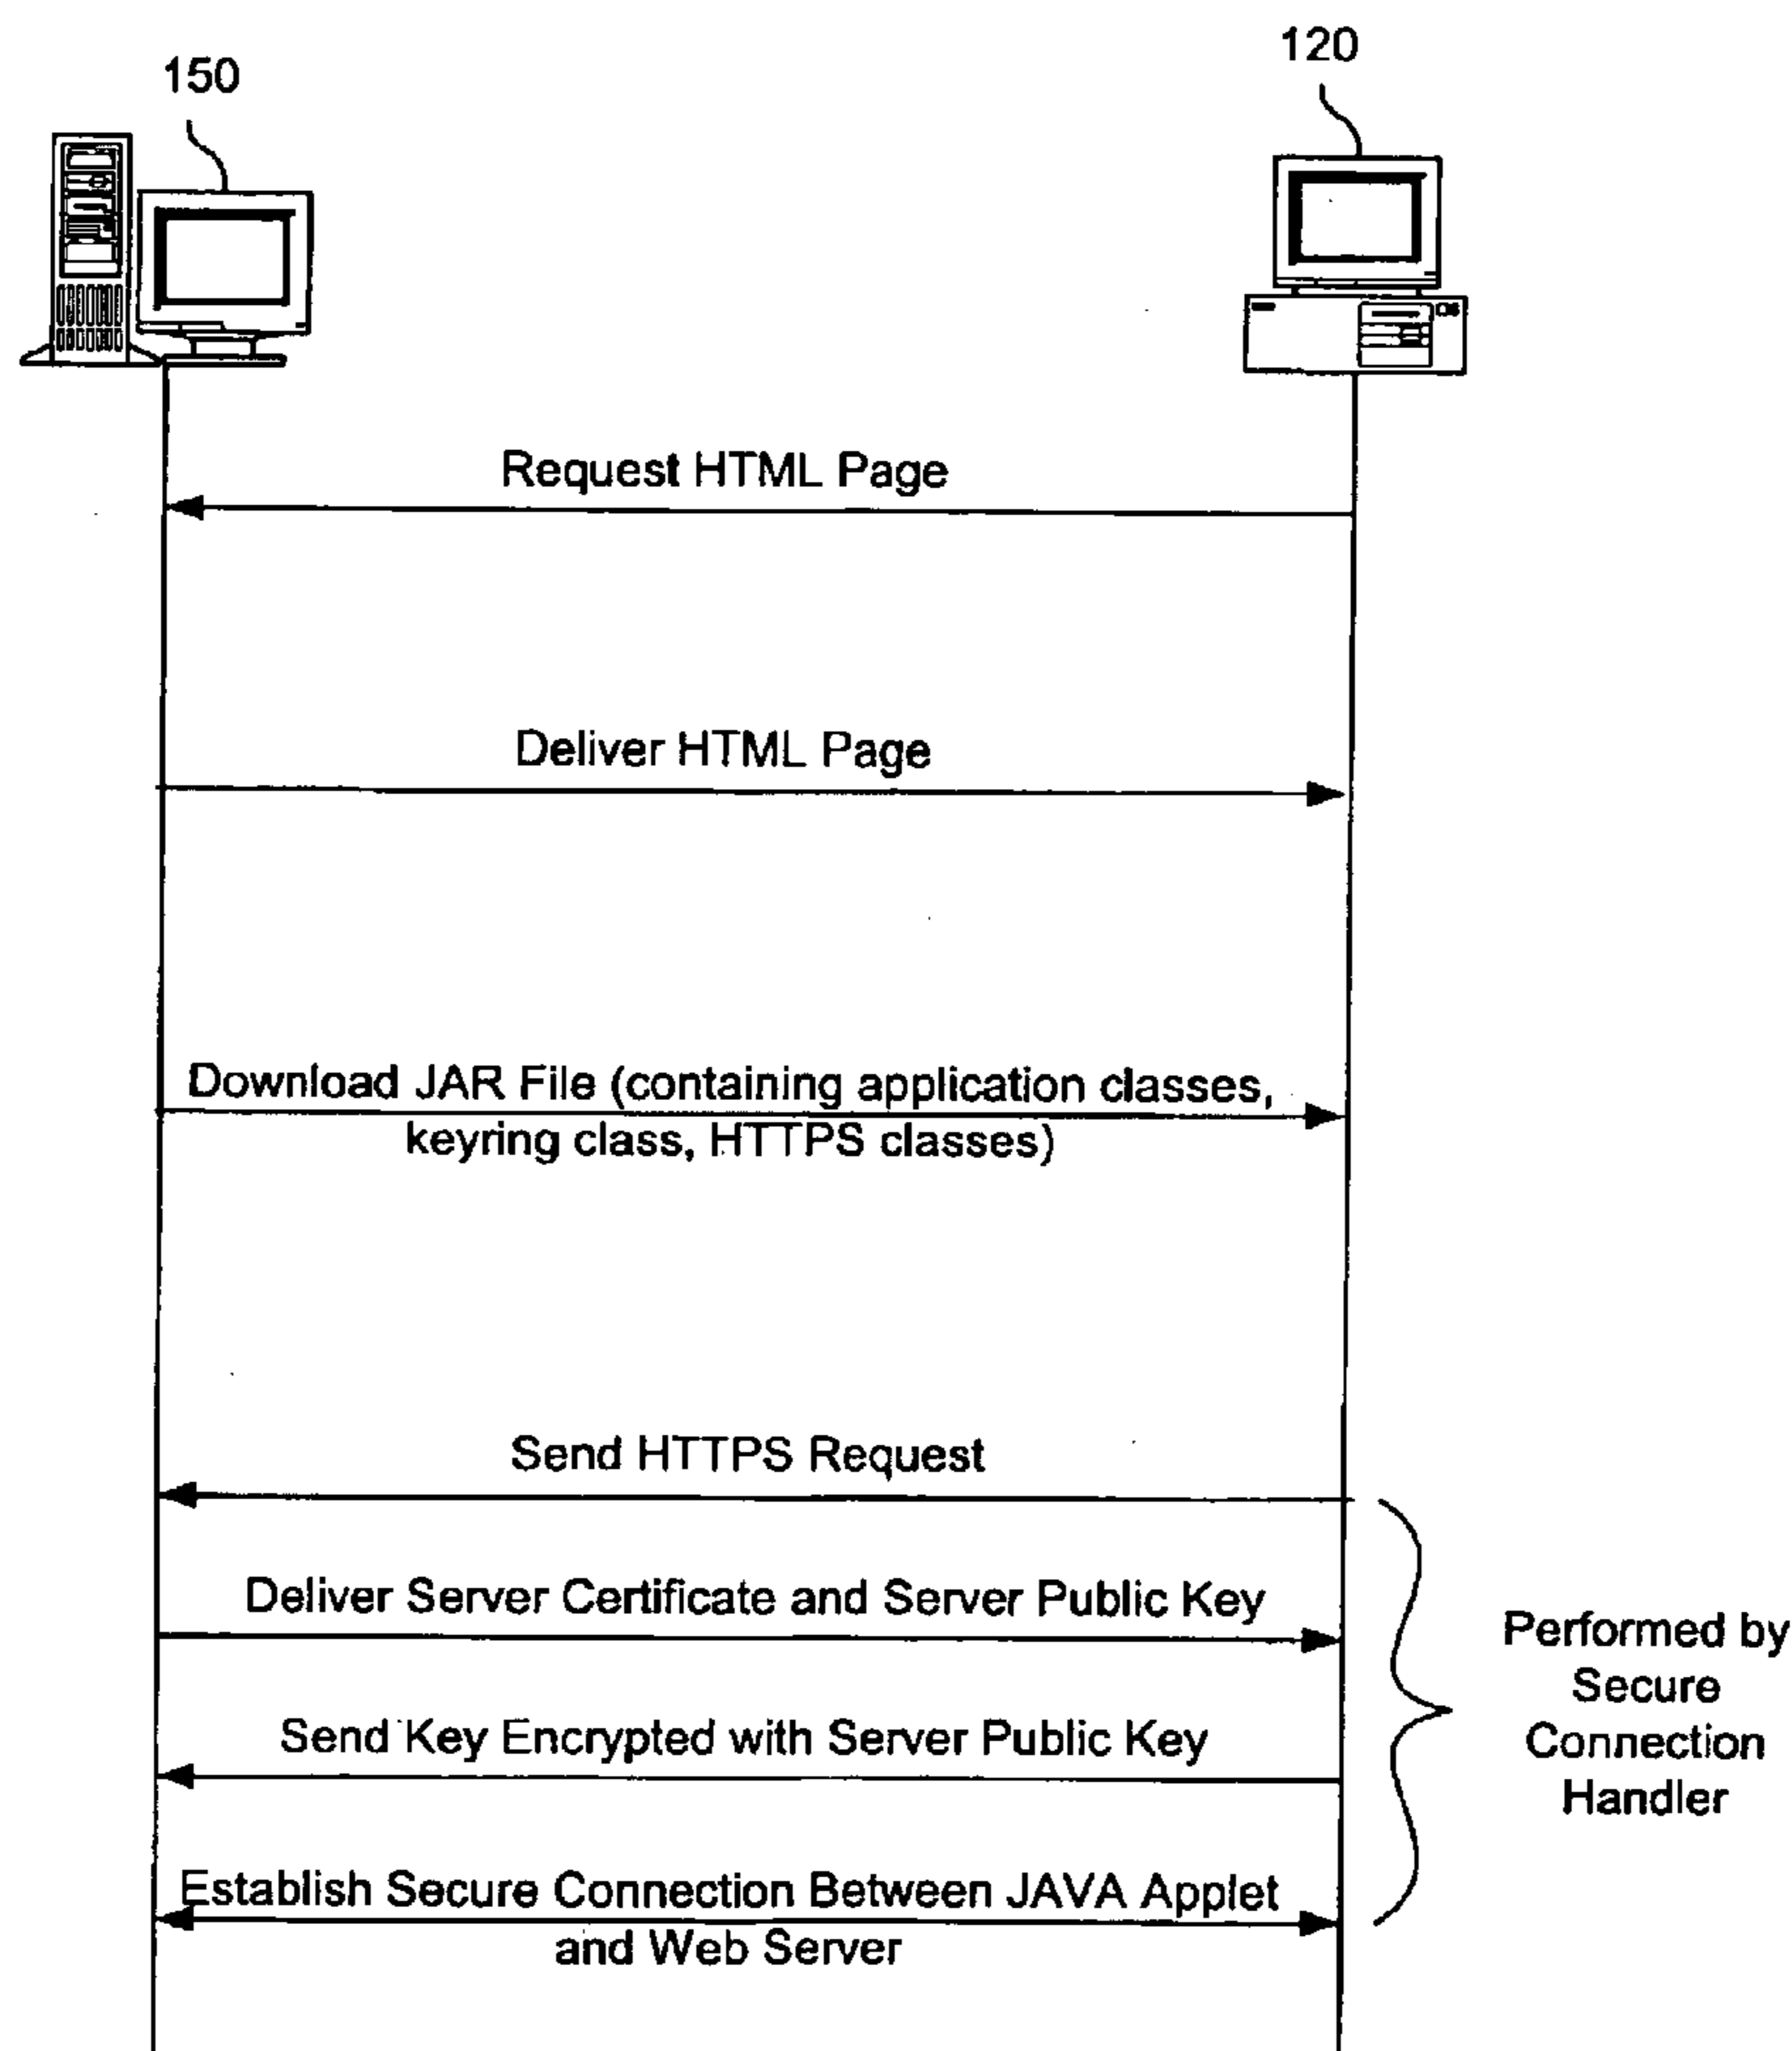 120
150
Request HTML Page
Deliver HTML Page
Download JAR File (containing application classes,
keyring class, HTTPS classes)
Send HTTPS Request
Deliver Server Certificate and Server Public Key
Performed by
Secure
Connection
Handler
Send Key Encrypted with Server Public Key
Establish Secure Connection Between JAVA Applet
and Web Server